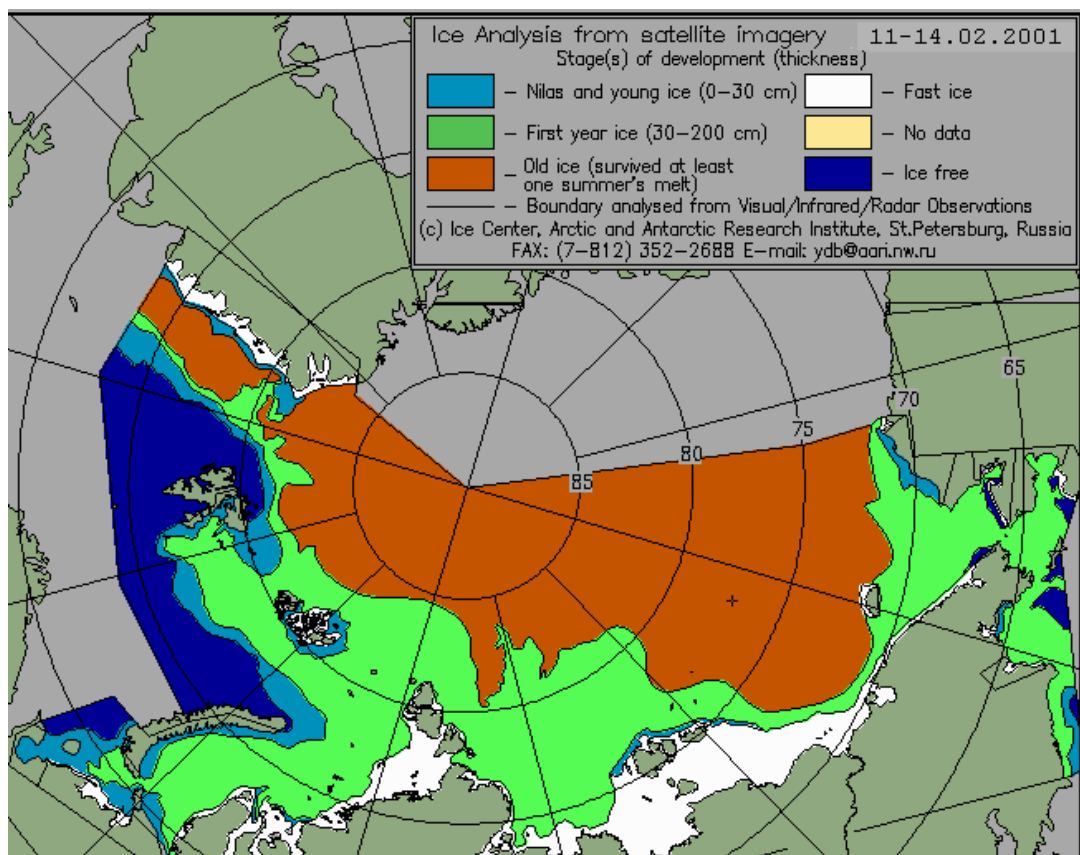 Ice Analysis from satellite imagery 11-14.02.2001
Stage(s) of development (thickness)
– Nilas and young ice (0-30 cm) – Fast ice
– First year ice (30-200 cm) – No data
– Old ice (survived at least one summer's melt) – Ice free
– Boundary analysed from Visual/Infrared/Radar Observations
(c) Ice Center, Arctic and Antarctic Research Institute, St.Petersburg, Russia
FAX: (7-812) 352-2688 E-mail: ydb@aari.nw.ru
65
70
75
80
85